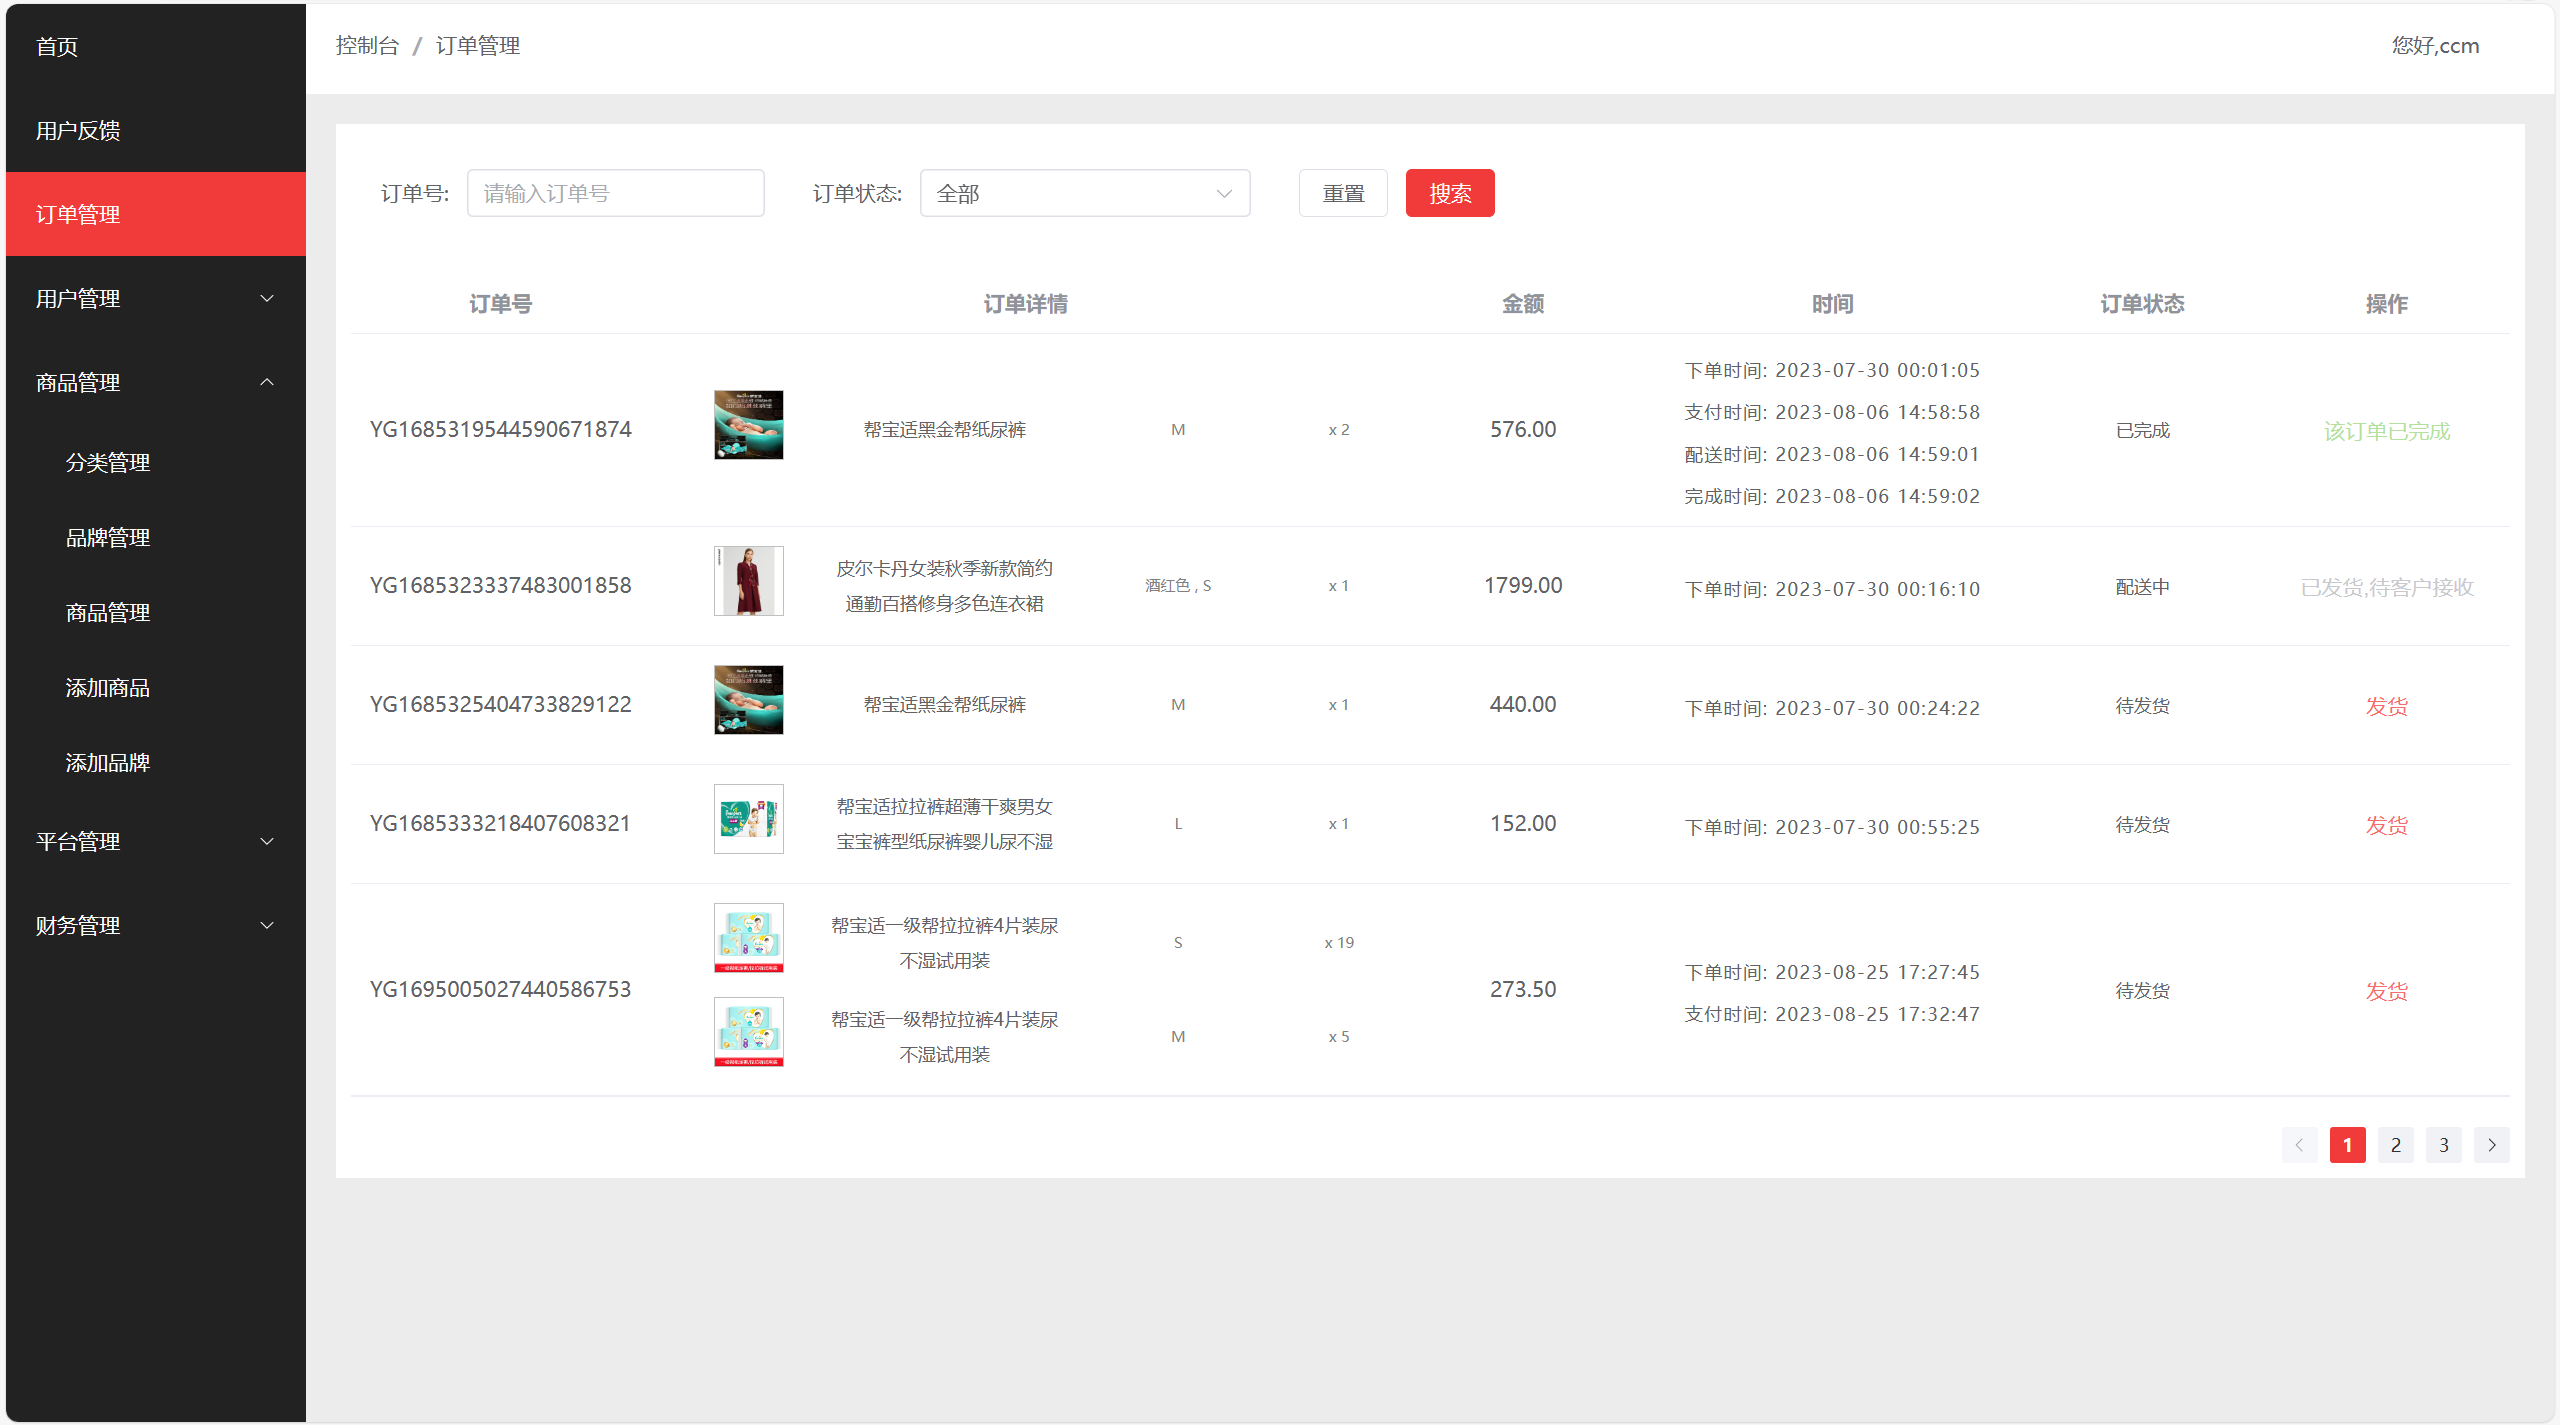 首页
用户反馈
订单管理
用户管理
商品管理
分类管理
品牌管理
商品管理
添加商品
添加品牌
平台管理
财务管理
控制台 / 订单管理
您好,ccm
订单号: 请输入订单号 订单状态: 全部 重置 搜索
订单号 订单详情 金额 时间 订单状态 操作
YG1685319544590671874 帮宝适黑金帮纸尿裤 M x 2 576.00
下单时间: 2023-07-30 00:01:05
支付时间: 2023-08-06 14:58:58
配送时间: 2023-08-06 14:59:01
完成时间: 2023-08-06 14:59:02
已完成 该订单已完成
YG1685323337483001858
皮尔卡丹女装秋季新款简约
通勤百搭修身多色连衣裙
酒红色 , S x 1 1799.00 下单时间: 2023-07-30 00:16:10 配送中 已发货,待客户接收
YG1685325404733829122 帮宝适黑金帮纸尿裤 M x 1 440.00 下单时间: 2023-07-30 00:24:22 待发货 发货
YG1685333218407608321
帮宝适拉拉裤超薄干爽男女
宝宝裤型纸尿裤婴儿尿不湿
L x 1 152.00 下单时间: 2023-07-30 00:55:25 待发货 发货
YG1695005027440586753
帮宝适一级帮拉拉裤4片装尿
不湿试用装
S x 19
帮宝适一级帮拉拉裤4片装尿
不湿试用装
M x 5
273.50
下单时间: 2023-08-25 17:27:45
支付时间: 2023-08-25 17:32:47
待发货 发货
1 2 3